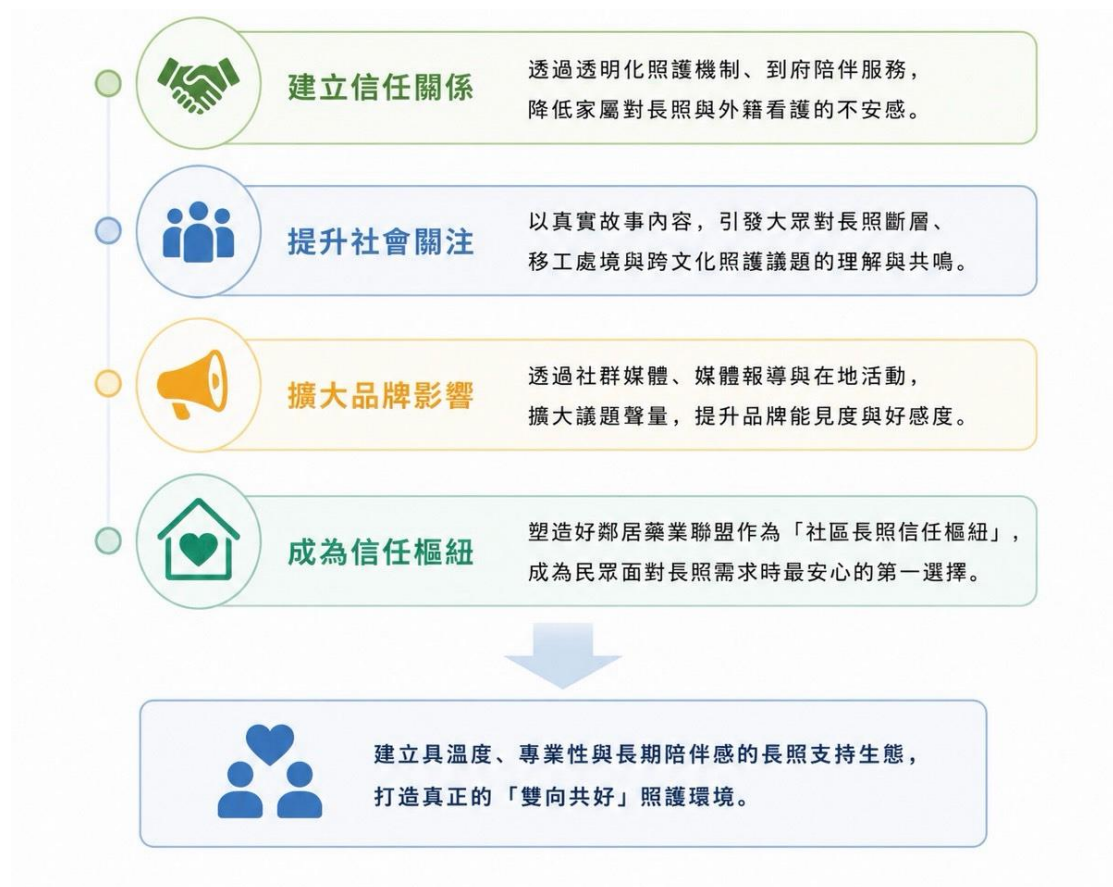 建立信任關係
透過透明化照護機制、到府陪伴服務，
降低家屬對長照與外籍看護的不安感。
提升社會關注
以真實故事內容，引發大眾對長照斷層、
移工處境與跨文化照護議題的理解與共鳴。
擴大品牌影響
透過社群媒體、媒體報導與在地活動，
擴大議題聲量，提升品牌能見度與好感度。
成為信任樞紐
塑造好鄰居藥業聯盟作為「社區長照信任樞紐」，
成為民眾面對長照需求時最安心的第一選擇。
建立具溫度、專業性與長期陪伴感的長照支持生態，
打造真正的「雙向共好」照護環境。